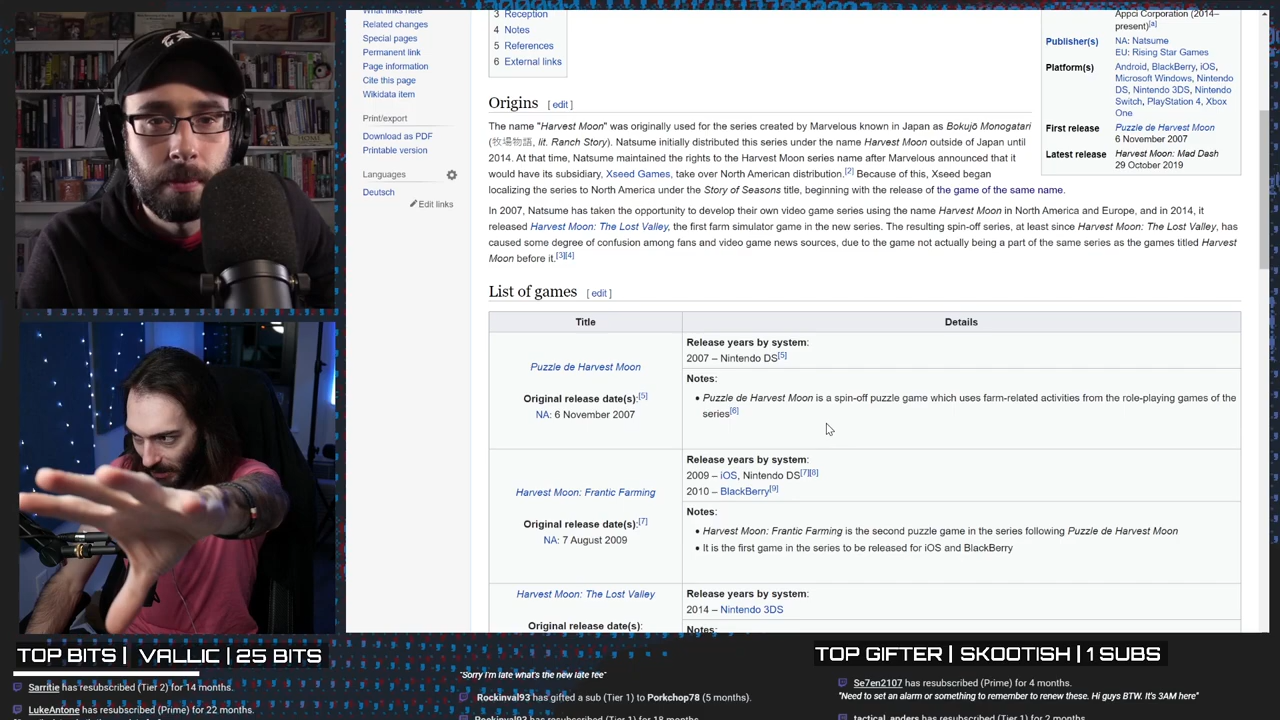 What links here
Related changes
Special pages
Permanent link
Page information
Cite this page
Wikidata item
Print/export
Download as PDF
Printable version
Languages
Deutsch
Edit links
3 Reception
4 Notes
5 References
6 External links
Appci Corporation (2014–
present)[a]
Publisher(s) NA: Natsume
EU: Rising Star Games
Platform(s) Android, BlackBerry, iOS,
Microsoft Windows, Nintendo
DS, Nintendo 3DS, Nintendo
Switch, PlayStation 4, Xbox
One
First release Puzzle de Harvest Moon
6 November 2007
Latest release Harvest Moon: Mad Dash
29 October 2019
Origins [ edit ]
The name "Harvest Moon" was originally used for the series created by Marvelous known in Japan as Bokujō Monogatari
(牧場物語, lit. Ranch Story). Natsume initially distributed this series under the name Harvest Moon outside of Japan until
2014. At that time, Natsume maintained the rights to the Harvest Moon series name after Marvelous announced that it
would have its subsidiary, Xseed Games, take over North American distribution.[2] Because of this, Xseed began
localizing the series to North America under the Story of Seasons title, beginning with the release of the game of the same name.
In 2007, Natsume has taken the opportunity to develop their own video game series using the name Harvest Moon in North America and Europe, and in 2014, it
released Harvest Moon: The Lost Valley, the first farm simulator game in the new series. The resulting spin-off series, at least since Harvest Moon: The Lost Valley, has
caused some degree of confusion among fans and video game news sources, due to the game not actually being a part of the same series as the games titled Harvest
Moon before it.[3][4]
List of games [ edit ]
Title Details
Puzzle de Harvest Moon
Original release date(s):[5]
NA: 6 November 2007
Release years by system:
2007 – Nintendo DS[5]
Notes:
• Puzzle de Harvest Moon is a spin-off puzzle game which uses farm-related activities from the role-playing games of the
series[6]
Harvest Moon: Frantic Farming
Original release date(s):[7]
NA: 7 August 2009
Release years by system:
2009 – iOS, Nintendo DS[7][8]
2010 – BlackBerry[9]
Notes:
• Harvest Moon: Frantic Farming is the second puzzle game in the series following Puzzle de Harvest Moon
• It is the first game in the series to be released for iOS and BlackBerry
Harvest Moon: The Lost Valley
Original release date(s):
Release years by system:
2014 – Nintendo 3DS
Notes:
TOP BITS | VALLIC | 25 BITS
TOP GIFTER | SKOOTISH | 1 SUBS
Sarritie has resubscribed (Tier 2) for 14 months.
LukeAntone has resubscribed (Prime) for 22 months.
"Sorry I'm late what's the new late tee"
Rockinval93 has gifted a sub (Tier 1) to Porkchop78 (5 months).
Rockinval93 has resubscribed (Tier 1) for 18 months.
Se7en2107 has resubscribed (Prime) for 4 months.
"Need to set an alarm or something to remember to renew these. Hi guys BTW. It's 3AM here"
tactical_anders has resubscribed (Tier 1) for 2 months.